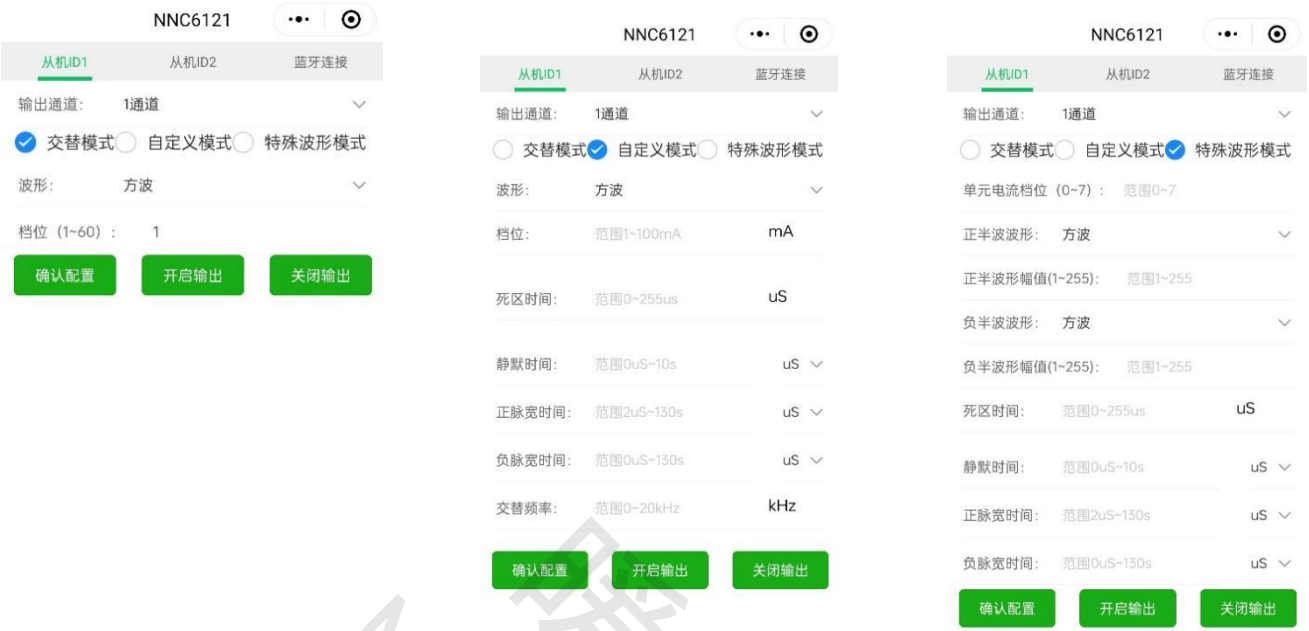 NNC6121
从机ID1 从机ID2 蓝牙连接
输出通道: 1通道
交替模式 自定义模式 特殊波形模式
波形: 方波
档位 (1~60) : 1
确认配置 开启输出 关闭输出
NNC6121
从机ID1 从机ID2 蓝牙连接
输出通道: 1通道
交替模式 自定义模式 特殊波形模式
波形: 方波
档位: 范围1~100mA mA
死区时间: 范围0~255us uS
静默时间: 范围0uS~10s uS
正脉宽时间: 范围2uS~130s uS
负脉宽时间: 范围0uS~130s uS
交替频率: 范围0~20kHz kHz
确认配置 开启输出 关闭输出
NNC6121
从机ID1 从机ID2 蓝牙连接
输出通道: 1通道
交替模式 自定义模式 特殊波形模式
单元电流档位 (0~7) : 范围0~7
正半波波形: 方波
正半波形幅值(1~255): 范围1~255
负半波波形: 方波
负半波形幅值(1~255): 范围1~255
死区时间: 范围0~255us uS
静默时间: 范围0uS~10s uS
正脉宽时间: 范围2uS~130s uS
负脉宽时间: 范围0uS~130s uS
确认配置 开启输出 关闭输出